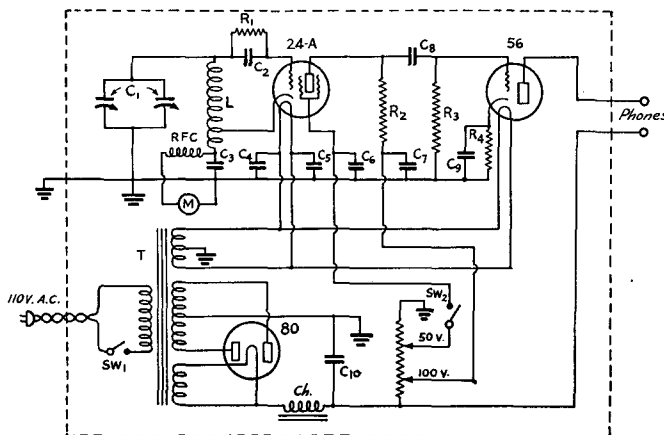 R1
24-A
C8
56
C2
C1
L
R2
R3
Phones
R4
RFC
C3
C4
C5
C6
C7
C9
M
T
110V. A.C.
SW2
80
50 V.
SW1
C10
100 V.
Ch.